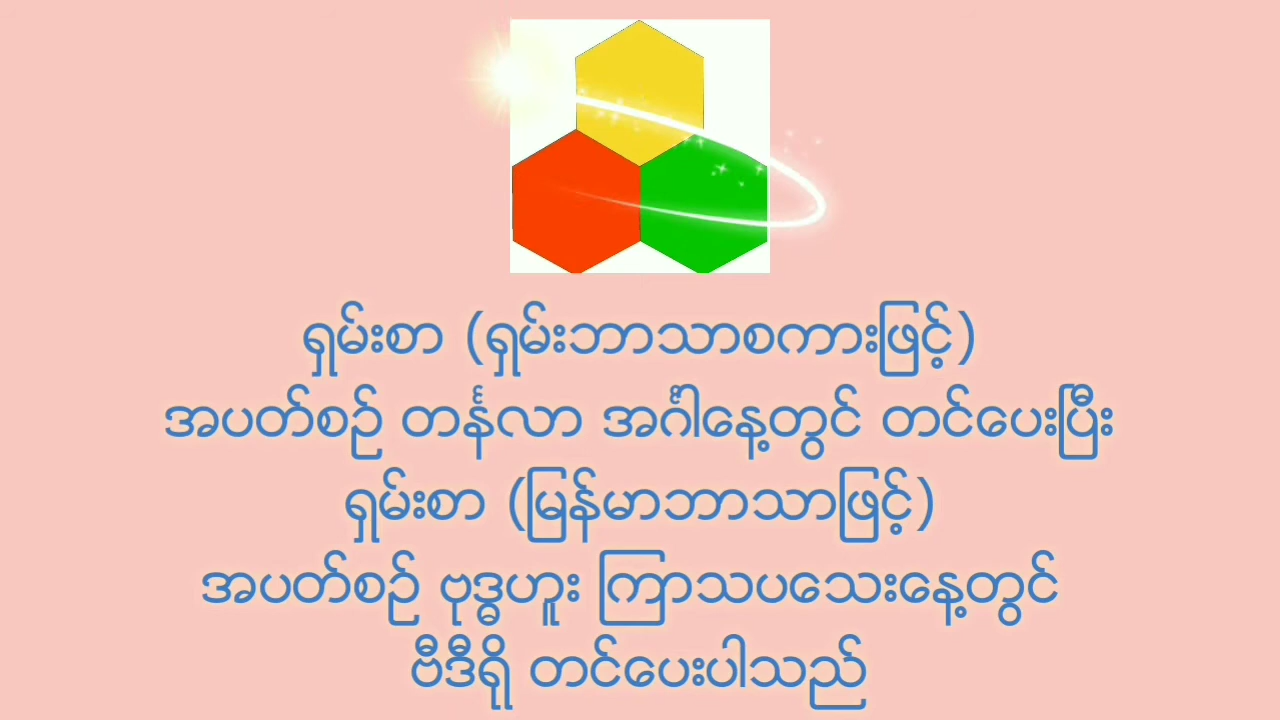 ရှမ်းစာ (ရှမ်းဘာသာစကားဖြင့်)
အပတ်စဉ် တနင်္လာ အင်္ဂါနေ့တွင် တင်ပေးပြီး
ရှမ်းစာ (မြန်မာဘာသာဖြင့်)
အပတ်စဉ် ဗုဒ္ဓဟူး ကြာသပသေးနေ့တွင်
ဗီဒီရို တင်ပေးပါသည်